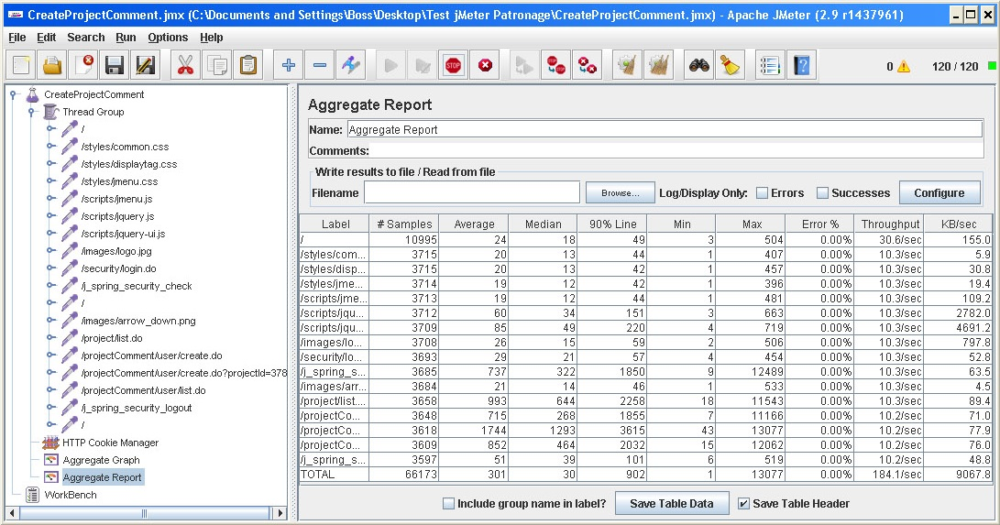 CreateProjectComment.jmx (C:\Documents and Settings\Boss\Desktop\Test jMeter Patronage\CreateProjectComment.jmx) - Apache JMeter (2.9 r1437961)
File Edit Search Run Options Help
STOP 0 120 / 120
CreateProjectComment
Thread Group
/
/styles/common.css
/styles/displaytag.css
/styles/jmenu.css
/scripts/jmenu.js
/scripts/jquery.js
/scripts/jquery-ui.js
/images/logo.jpg
/security/login.do
/j_spring_security_check
/
/images/arrow_down.png
/project/list.do
/projectComment/user/create.do
/projectComment/user/create.do?projectId=378
/projectComment/user/list.do
/j_spring_security_logout
/
HTTP Cookie Manager
Aggregate Graph
Aggregate Report
WorkBench
Aggregate Report
Name: Aggregate Report
Comments:
Write results to file / Read from file
Filename Browse... Log/Display Only: Errors Successes Configure
Label # Samples Average Median 90% Line Min Max Error % Throughput KB/sec
/ 10995 24 18 49 3 504 0.00% 30.6/sec 155.0
/styles/com... 3715 20 13 44 1 407 0.00% 10.3/sec 5.9
/styles/disp... 3715 20 13 42 1 457 0.00% 10.3/sec 30.8
/styles/jme... 3714 19 12 42 1 396 0.00% 10.3/sec 19.4
/scripts/jme... 3713 19 12 44 1 481 0.00% 10.3/sec 109.2
/scripts/jqu... 3712 60 34 151 3 663 0.00% 10.3/sec 2782.0
/scripts/jqu... 3709 85 49 220 4 719 0.00% 10.3/sec 4691.2
/images/lo... 3708 26 15 59 2 506 0.00% 10.3/sec 797.8
/security/lo... 3693 29 21 57 4 454 0.00% 10.3/sec 52.8
/j_spring_s... 3685 737 322 1850 9 12489 0.00% 10.3/sec 63.5
/images/arr... 3684 21 14 46 1 533 0.00% 10.3/sec 4.5
/project/list.... 3658 993 644 2258 18 11543 0.00% 10.3/sec 89.4
/projectCo... 3648 715 268 1855 7 11166 0.00% 10.2/sec 71.0
/projectCo... 3618 1744 1293 3615 43 13077 0.00% 10.2/sec 77.9
/projectCo... 3609 852 464 2032 15 12062 0.00% 10.2/sec 76.0
/j_spring_s... 3597 51 39 101 6 519 0.00% 10.2/sec 48.8
TOTAL 66173 301 30 902 1 13077 0.00% 184.1/sec 9067.8
Include group name in label? Save Table Data Save Table Header